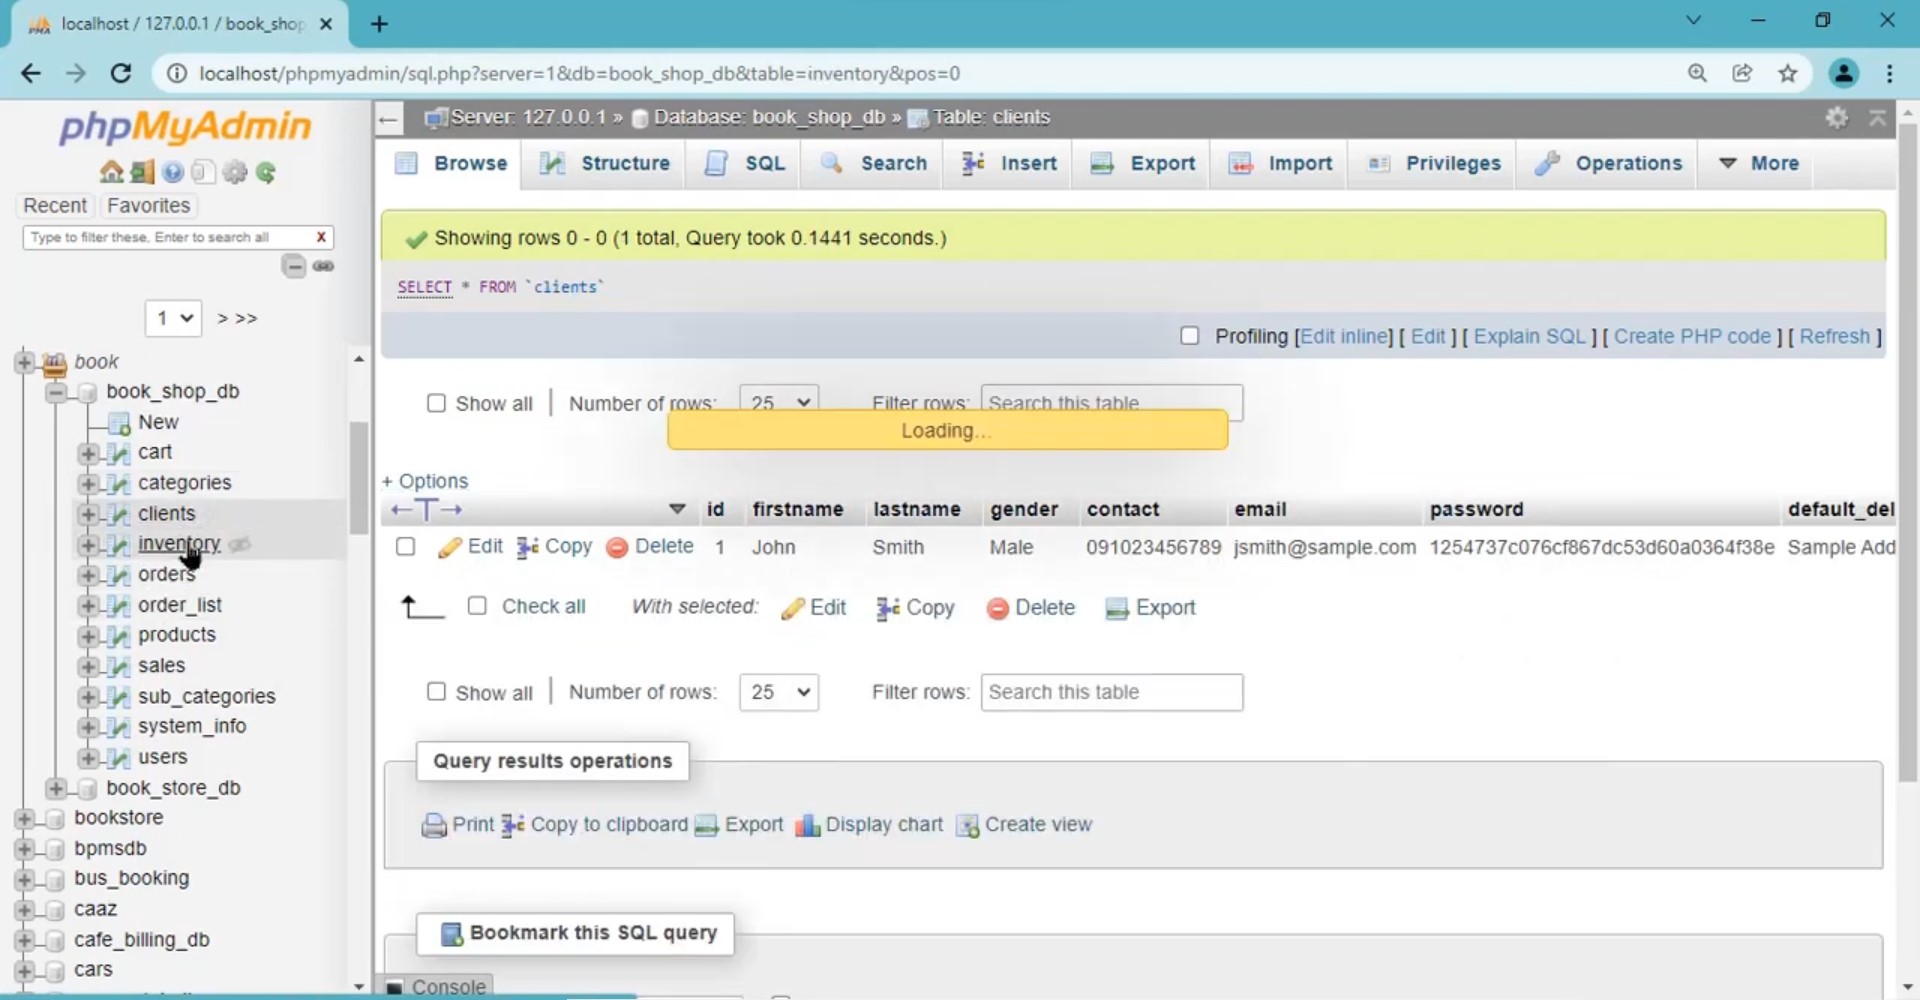 localhost / 127.0.0.1 / book_shop
localhost/phpmyadmin/sql.php?server=1&db=book_shop_db&table=inventory&pos=0
phpMyAdmin
Recent Favorites
Type to filter these, Enter to search all X
1 > >>
book
book_shop_db
New
cart
categories
clients
inventory
orders
order_list
products
sales
sub_categories
system_info
users
book_store_db
bookstore
bpmsdb
bus_booking
caaz
cafe_billing_db
cars
Server: 127.0.0.1 » Database: book_shop_db » Table: clients
Browse Structure SQL Search Insert Export Import Privileges Operations More
Showing rows 0 - 0 (1 total, Query took 0.1441 seconds.)
SELECT * FROM `clients`
Profiling [Edit inline] [ Edit ] [ Explain SQL ] [ Create PHP code ] [ Refresh ]
Show all | Number of rows: 25 Filter rows: Search this table
Loading...
+ Options
←T→ id firstname lastname gender contact email password default_del
Edit Copy Delete 1 John Smith Male 091023456789 jsmith@sample.com 1254737c076cf867dc53d60a0364f38e Sample Add
Check all With selected: Edit Copy Delete Export
Show all | Number of rows: 25 Filter rows: Search this table
Query results operations
Print Copy to clipboard Export Display chart Create view
Bookmark this SQL query
Console